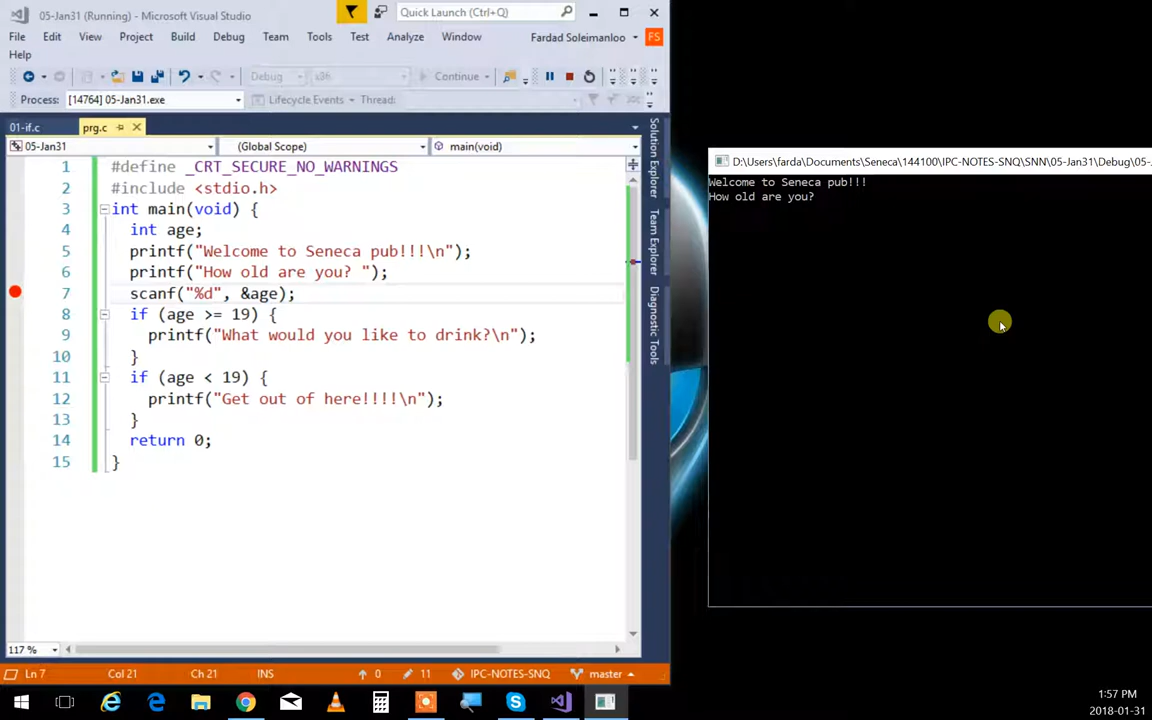 05-Jan31 (Running) - Microsoft Visual Studio
Quick Launch (Ctrl+Q)
File Edit View Project Build Debug Team Tools Test Analyze Window
Fardad Soleimanloo
FS
Help
Debug x86 Continue
Process: [14764] 05-Jan31.exe Lifecycle Events Thread:
01-if.c prg.c
05-Jan31 (Global Scope) main(void)
1 #define _CRT_SECURE_NO_WARNINGS
2 #include <stdio.h>
3 int main(void) {
4 int age;
5 printf("Welcome to Seneca pub!!!\n");
6 printf("How old are you? ");
7 scanf("%d", &age);
8 if (age >= 19) {
9 printf("What would you like to drink?\n");
10 }
11 if (age < 19) {
12 printf("Get out of here!!!!\n");
13 }
14 return 0;
15 }
Solution Explorer
Team Explorer
Diagnostic Tools
117 %
Ln 7 Col 21 Ch 21 INS 0 11 IPC-NOTES-SNQ master
D:\Users\farda\Documents\Seneca\144100\IPC-NOTES-SNQ\SNN\05-Jan31\Debug\05-...
Welcome to Seneca pub!!!
How old are you?
1:57 PM
2018-01-31